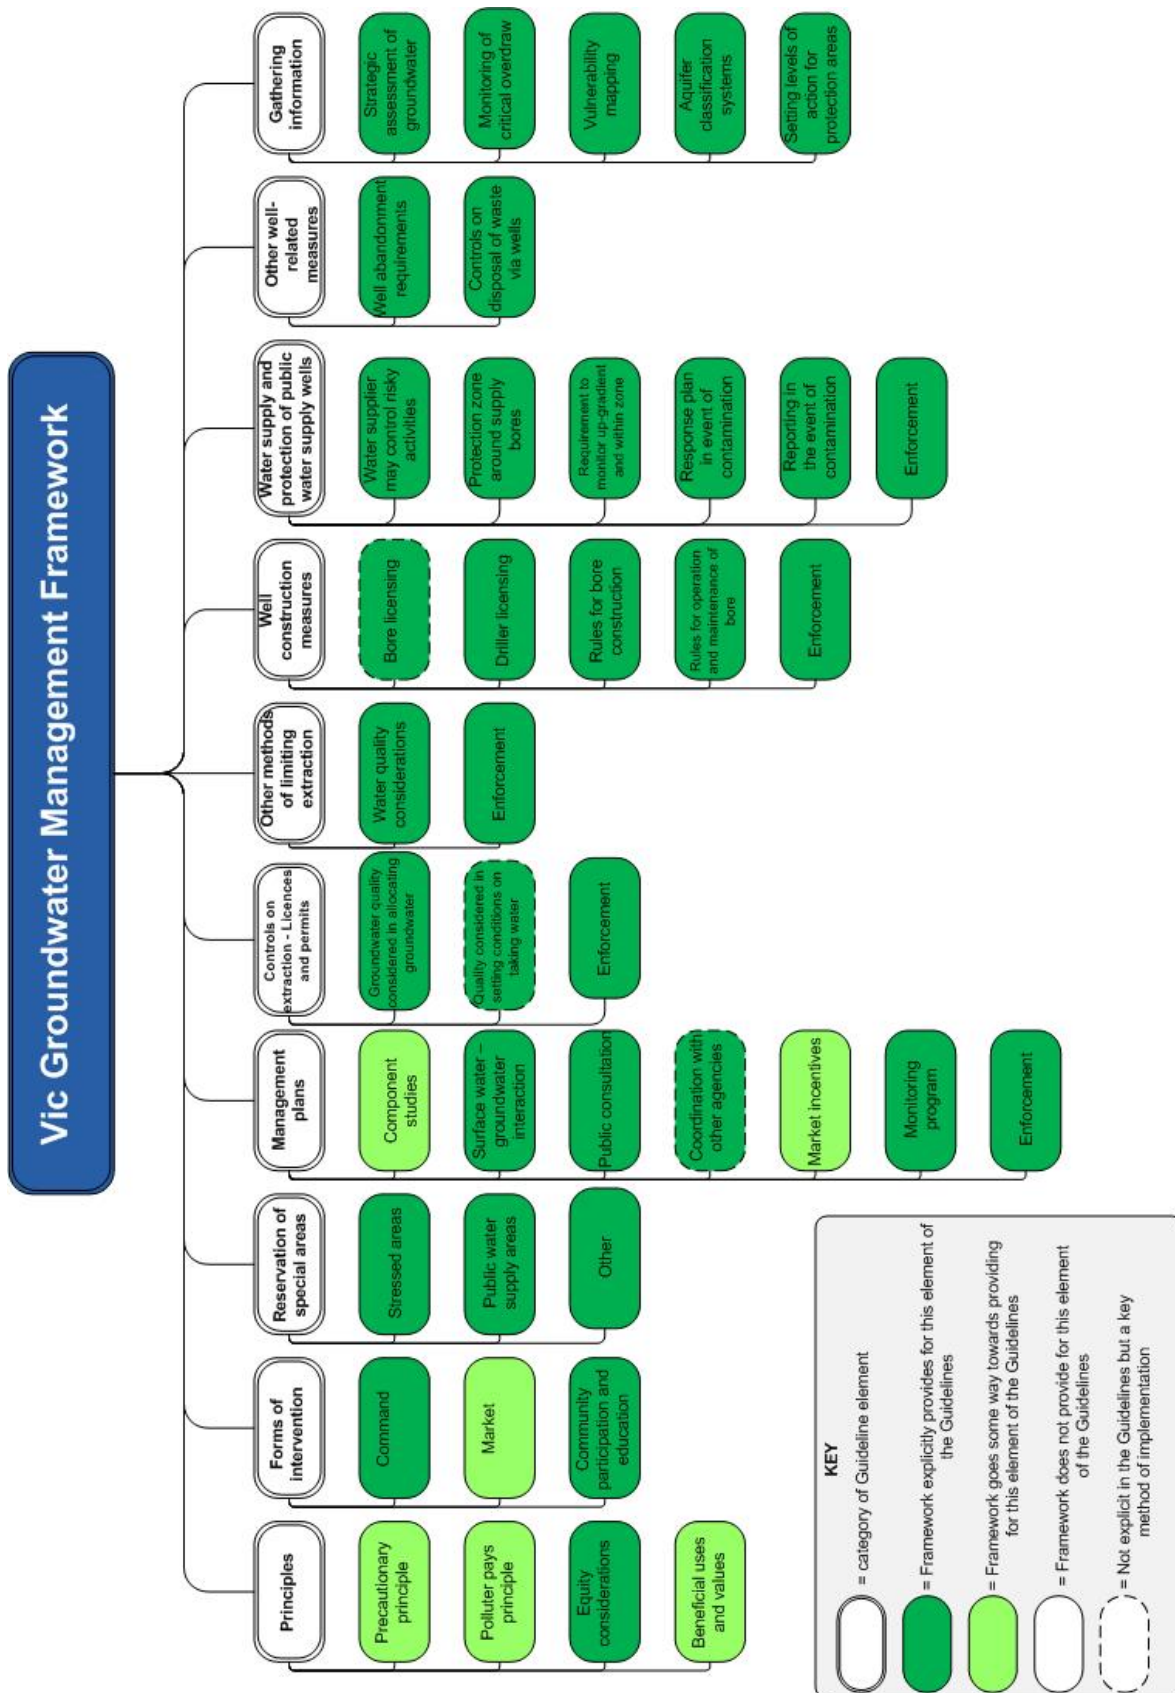 Vic Groundwater Management Framework
Principles
Precautionary
principle
Polluter pays
principle
Equity
considerations
Beneficial uses
and values
Forms of
intervention
Command
Market
Community
participation and
education
Reservation of
special areas
Stressed areas
Public water
supply areas
Other
Management
plans
Component
studies
Surface water –
groundwater
interaction
Public consultation
Coordination with
other agencies
Market incentives
Monitoring
program
Enforcement
Controls on
extraction - Licences
and permits
Groundwater quality
considered in allocating
groundwater
Quality considered in
setting conditions on
taking water
Enforcement
Other methods
of limiting
extraction
Water quality
considerations
Enforcement
Well
construction
measures
Bore licensing
Driller licensing
Rules for bore
construction
Rules for operation
and maintenance of
bore
Enforcement
Water supply and
protection of public
water supply wells
Water supplier
may control risky
activities
Protection zone
around supply
bores
Requirement to
monitor up-gradient
and within zone
Response plan
in event of
contamination
Reporting in
the event of
contamination
Enforcement
Other well-
related
measures
Well abandonment
requirements
Controls on
disposal of waste
via wells
Gathering
information
Strategic
assessment of
groundwater
Monitoring of
critical overdraw
Vulnerability
mapping
Aquifer
classification
systems
Setting levels of
action for
protection areas
KEY
= category of Guideline element
= Framework explicitly provides for this element of
the Guidelines
= Framework goes some way towards providing
for this element of the Guidelines
= Framework does not provide for this element
of the Guidelines
= Not explicit in the Guidelines but a key
method of implementation